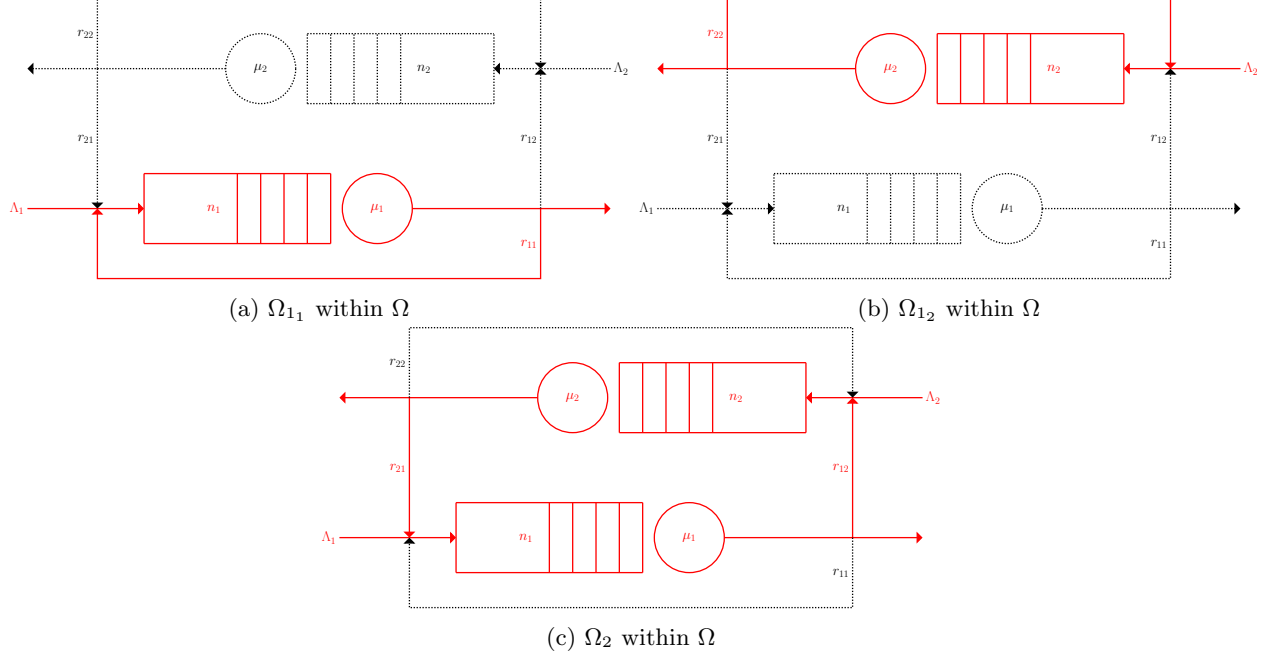 r₂₂ μ₂ n₂ Λ₂
r₂₁ r₁₂
Λ₁ n₁ μ₁
r₁₁
(a) Ω₁₁ within Ω
r₂₂ μ₂ n₂ Λ₂
r₂₁ r₁₂
Λ₁ n₁ μ₁
r₁₁
(b) Ω₁₂ within Ω
r₂₂
μ₂ n₂ Λ₂
r₂₁ r₁₂
Λ₁ n₁ μ₁
r₁₁
(c) Ω₂ within Ω